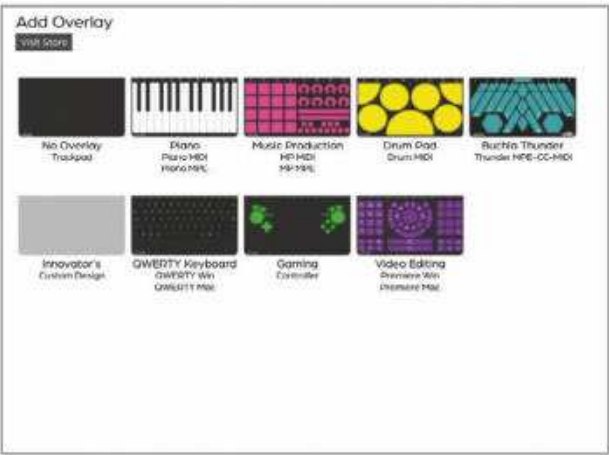 Add Overlay
Visit Store
No Overlay
Trackpad
Piano
Piano MIDI
Piano MPE
Music Production
MP MIDI
MP MPE
Drum Pad
Drum MIDI
Buchla Thunder
Thunder MPE-CC-MIDI
Innovator's
Custom Design
QWERTY Keyboard
QWERTY Win
QWERTY Mac
Gaming
Controller
Video Editing
Premiere Win
Premiere Mac